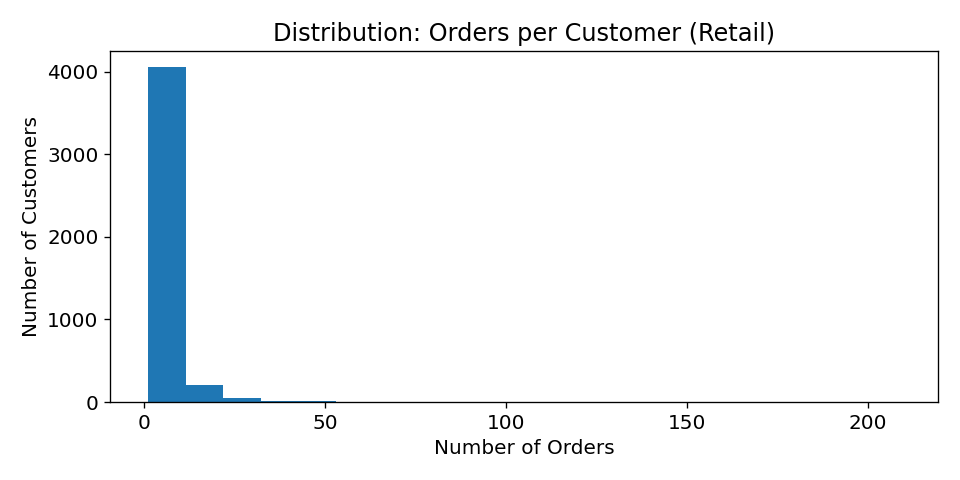 Distribution: Orders per Customer (Retail)
Number of Customers
4000
3000
2000
1000
0
0 50 100 150 200
Number of Orders